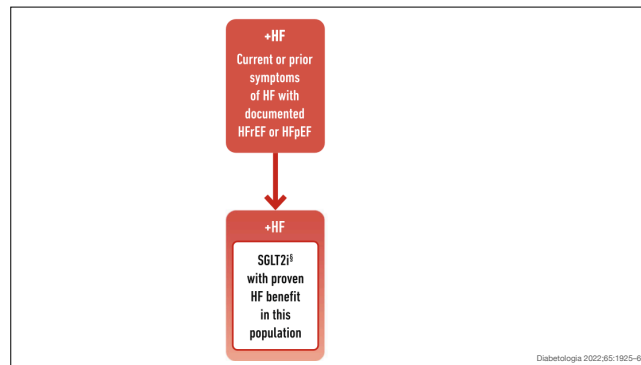 +HF
Current or prior
symptoms
of HF with
documented
HFrEF or HFpEF
+HF
SGLT2i§
with proven
HF benefit
in this
population
Diabetologia 2022;65:1925–6